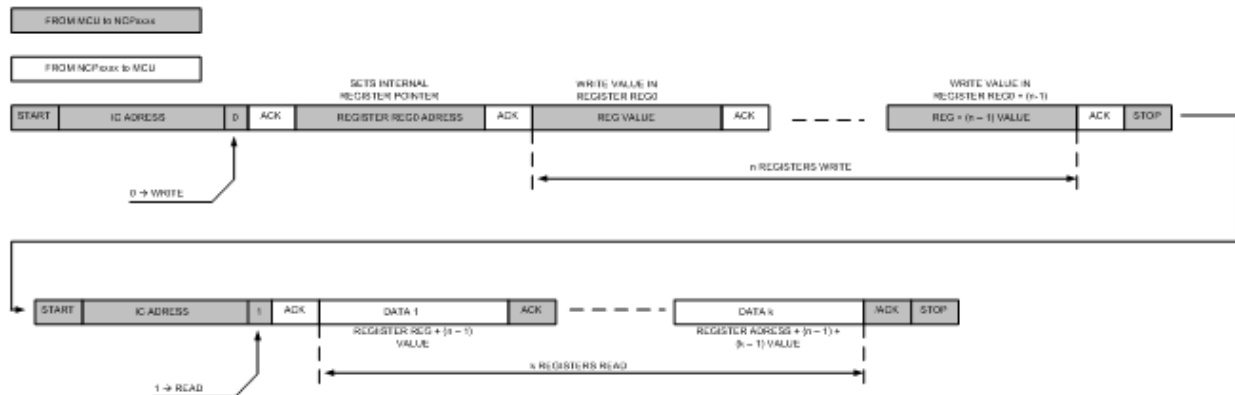 FROM MCU to NCPxxxx
FROM NCPxxxx to MCU
SETS INTERNAL
REGISTER POINTER
WRITE VALUE IN
REGISTER REG0
WRITE VALUE IN
REGISTER REG0 + (n-1)
START IC ADRESS 0 ACK REGISTER REG0 ADRESS ACK REG VALUE ACK REG + (n – 1) VALUE ACK STOP
n REGISTERS WRITE
0 → WRITE
START IC ADRESS 1 ACK DATA 1 ACK DATA k /ACK STOP
REGISTER REG + (n – 1)
VALUE
REGISTER ADRESS + (n – 1) +
(k – 1) VALUE
k REGISTERS READ
1 → READ